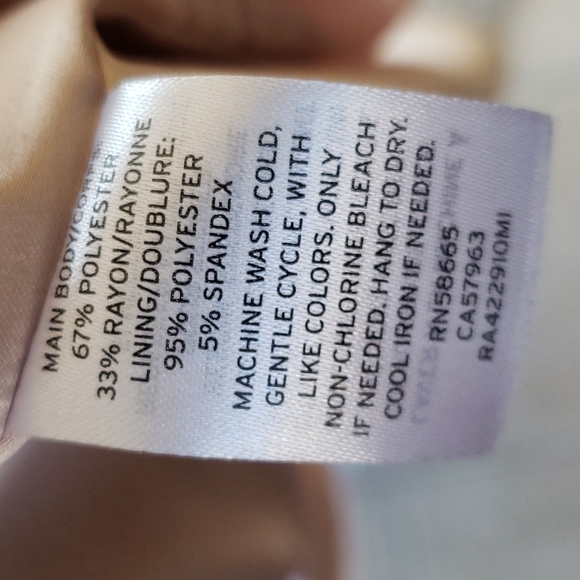 MAIN BODY/CORPS:
67% POLYESTER
33% RAYON/RAYONNE
LINING/DOUBLURE:
95% POLYESTER
5% SPANDEX
MACHINE WASH COLD,
GENTLE CYCLE, WITH
LIKE COLORS. ONLY
NON-CHLORINE BLEACH
IF NEEDED. HANG TO DRY.
COOL IRON IF NEEDED.
RN58665
CA57963
RA422910MI